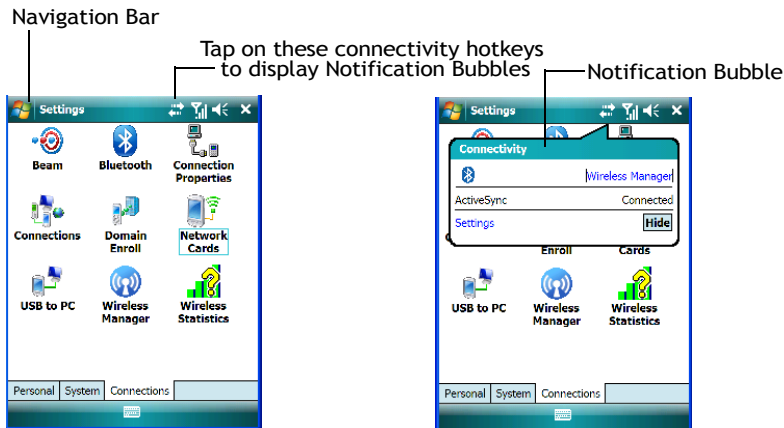 Navigation Bar
Tap on these connectivity hotkeys
to display Notification Bubbles
Notification Bubble
Settings
Beam
Bluetooth
Connection
Properties
Connections
Domain
Enroll
Network
Cards
USB to PC
Wireless
Manager
Wireless
Statistics
Personal System Connections
Settings
Connectivity
Wireless Manager
ActiveSync Connected
Settings Hide
Enroll
Cards
USB to PC
Wireless
Manager
Wireless
Statistics
Personal System Connections